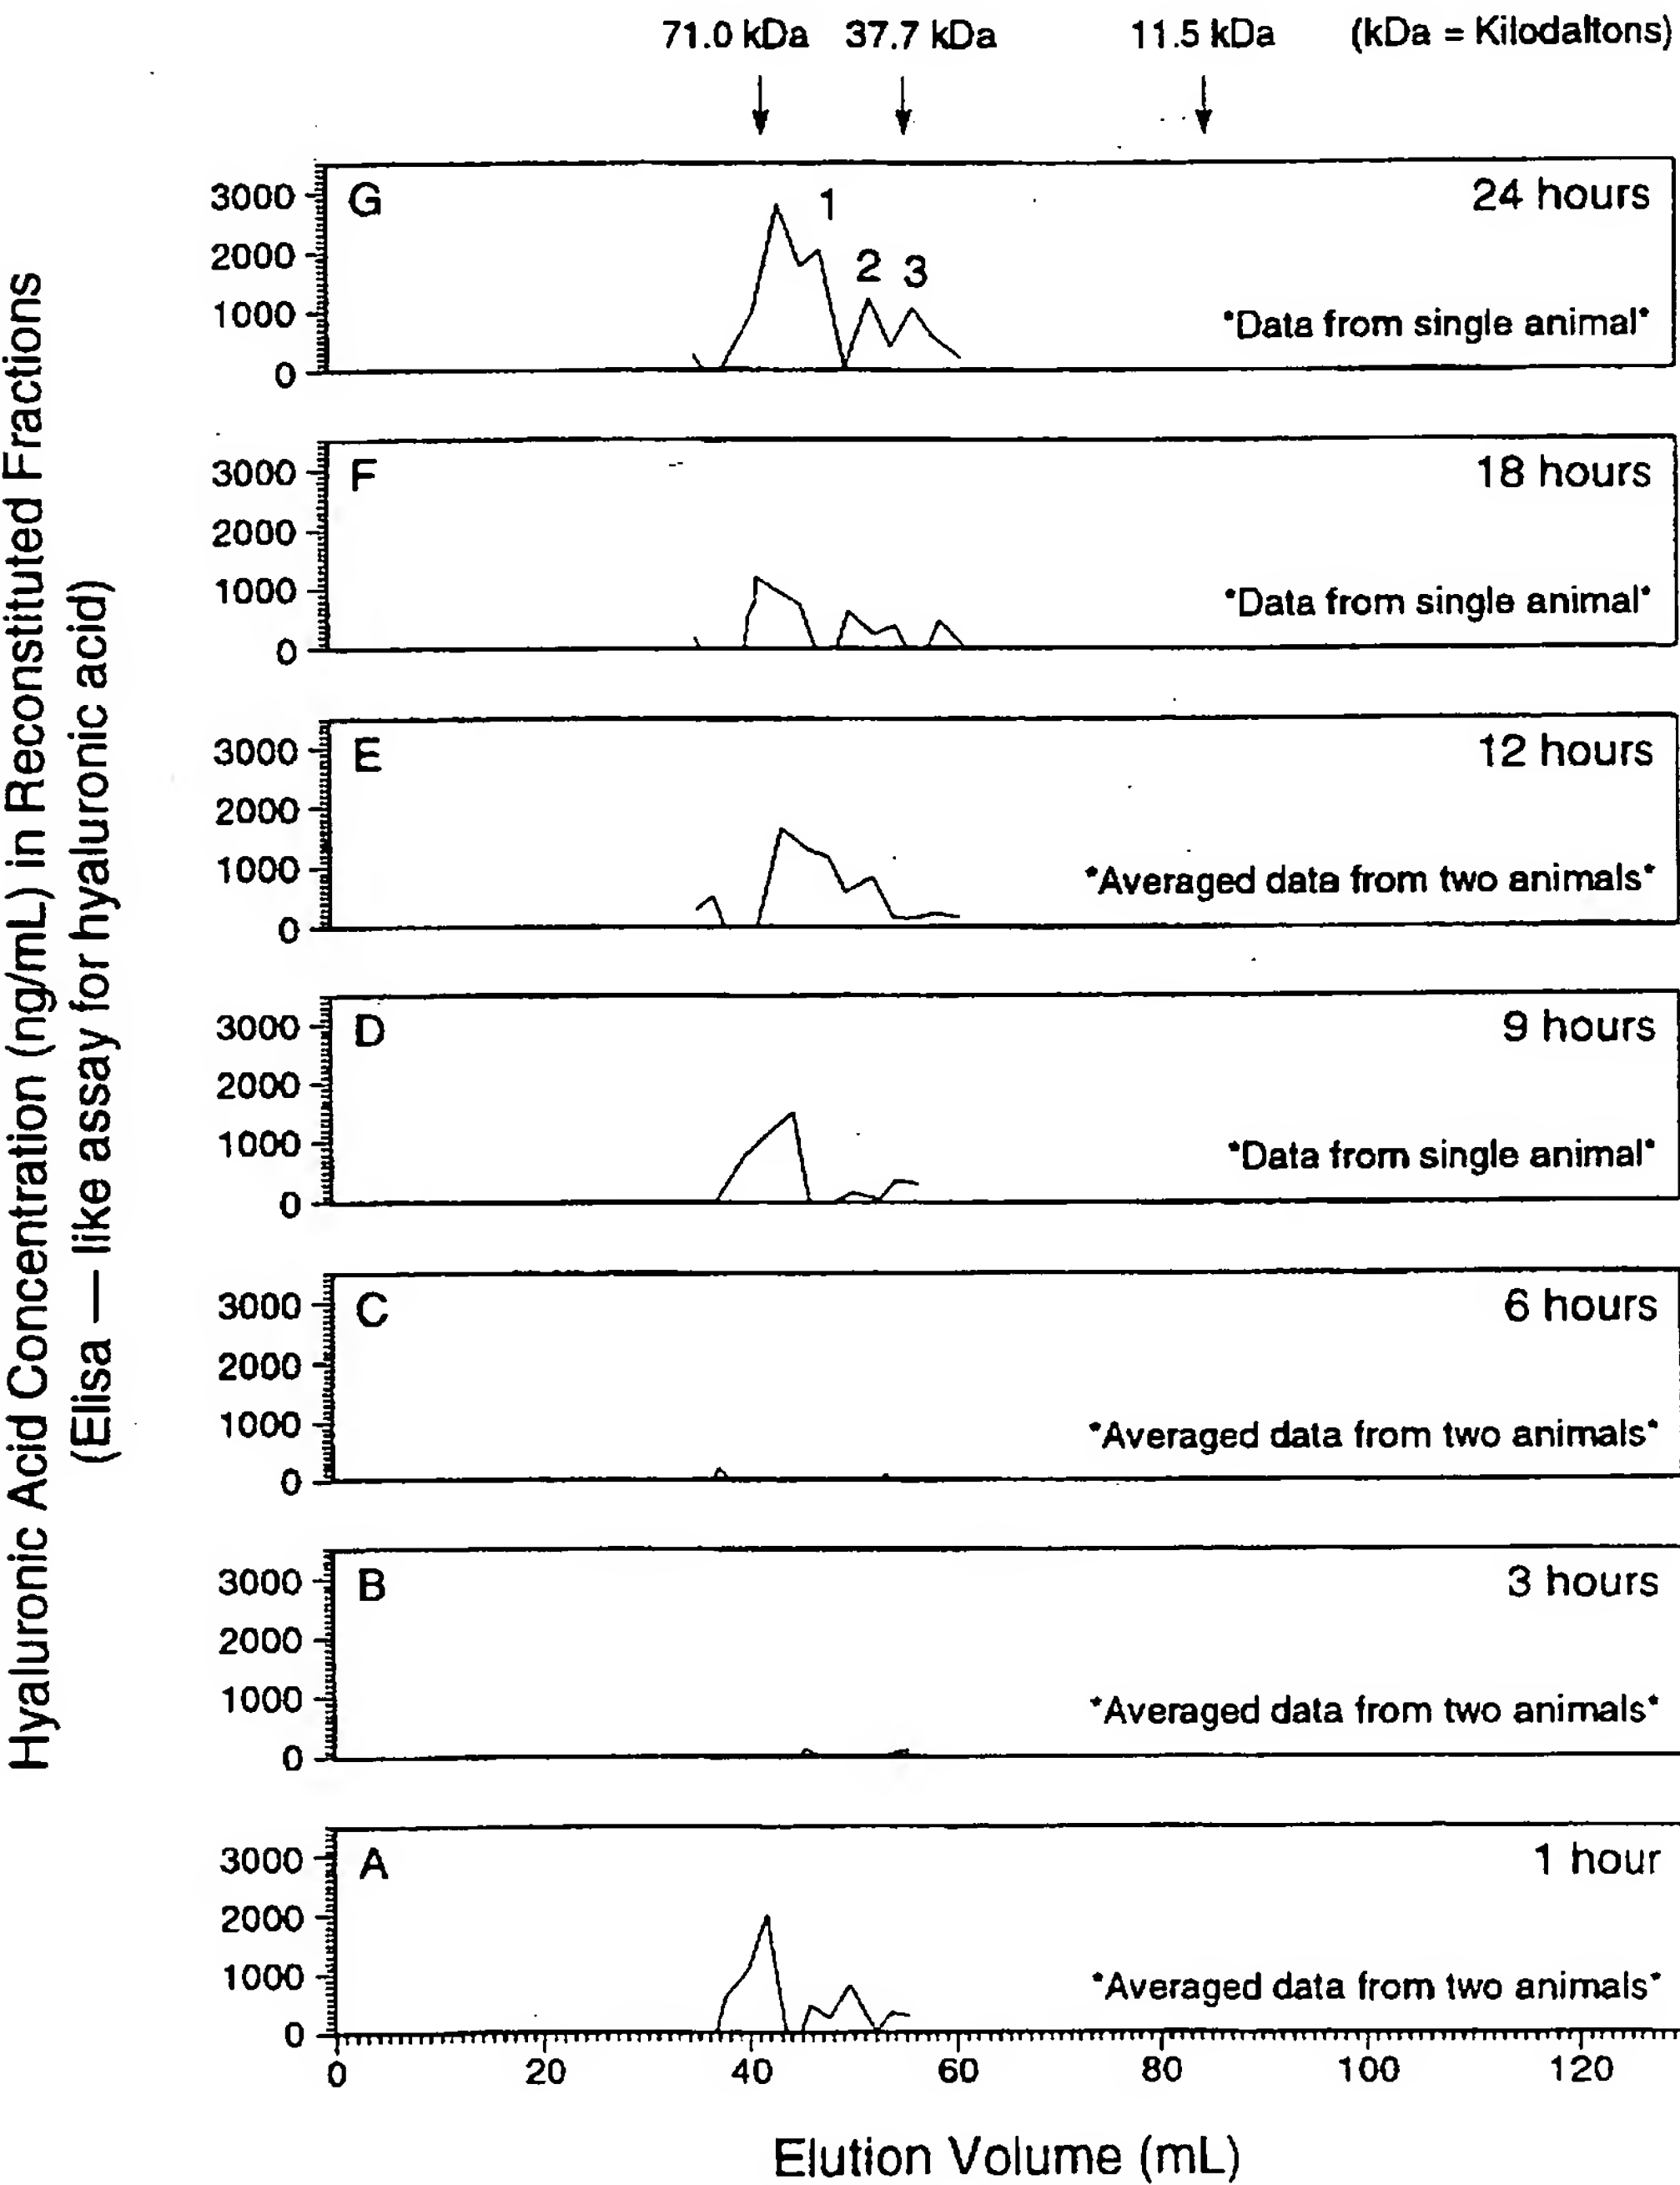 71.0 kDa 37.7 kDa 11.5 kDa (kDa = Kilodaltons)
Hyaluronic Acid Concentration (ng/mL) in Reconstituted Fractions
(Elisa — like assay for hyaluronic acid)
G 1 24 hours
3000
2000
2 3
1000
*Data from single animal*
0
F 18 hours
3000
2000
1000
*Data from single animal*
0
E 12 hours
3000
2000
1000
*Averaged data from two animals*
0
D 9 hours
3000
2000
1000
*Data from single animal*
0
C 6 hours
3000
2000
1000
*Averaged data from two animals*
0
B 3 hours
3000
2000
1000
*Averaged data from two animals*
0
A 1 hour
3000
2000
1000
*Averaged data from two animals*
0
0 20 40 60 80 100 120
Elution Volume (mL)